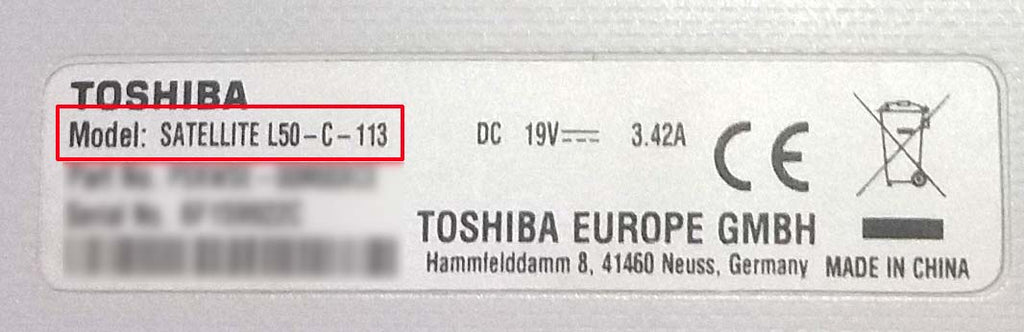 TOSHIBA
Model: SATELLITE L50-C-113
DC 19V 3.42A
CE
TOSHIBA EUROPE GMBH
Hammfelddamm 8, 41460 Neuss, Germany
MADE IN CHINA